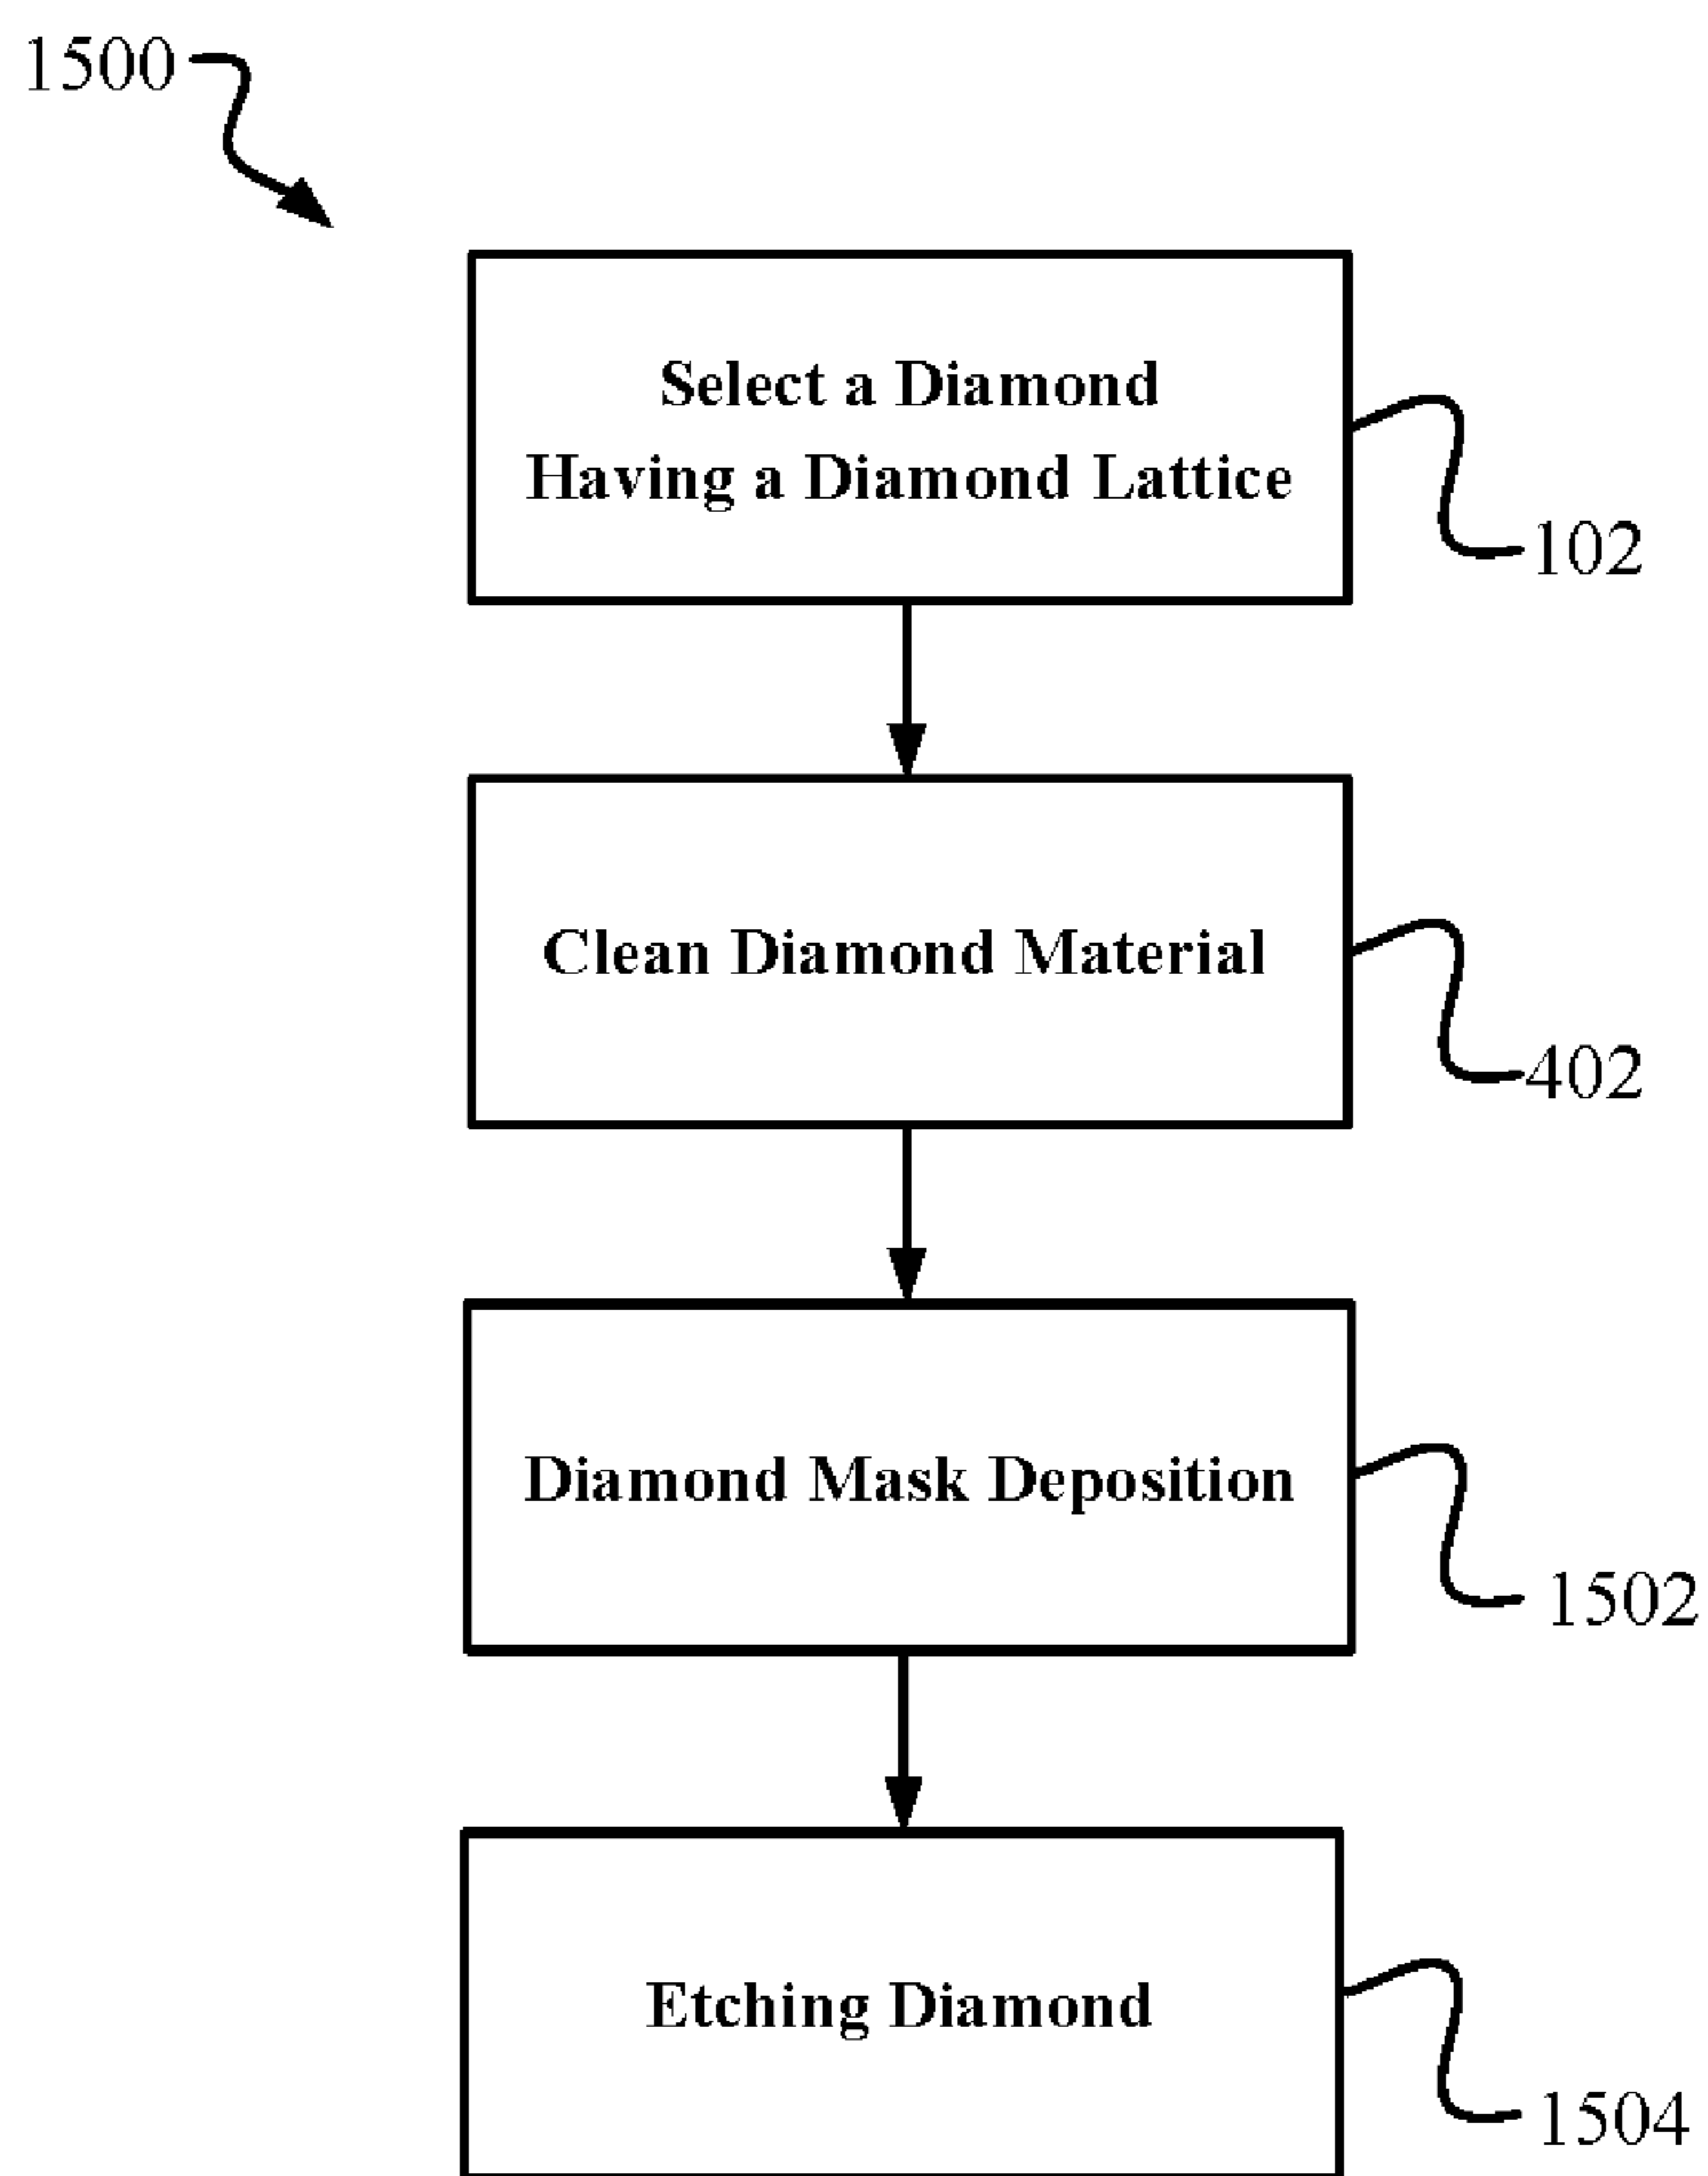 1500
Select a Diamond
Having a Diamond Lattice
102
Clean Diamond Material
402
Diamond Mask Deposition
1502
Etching Diamond
1504